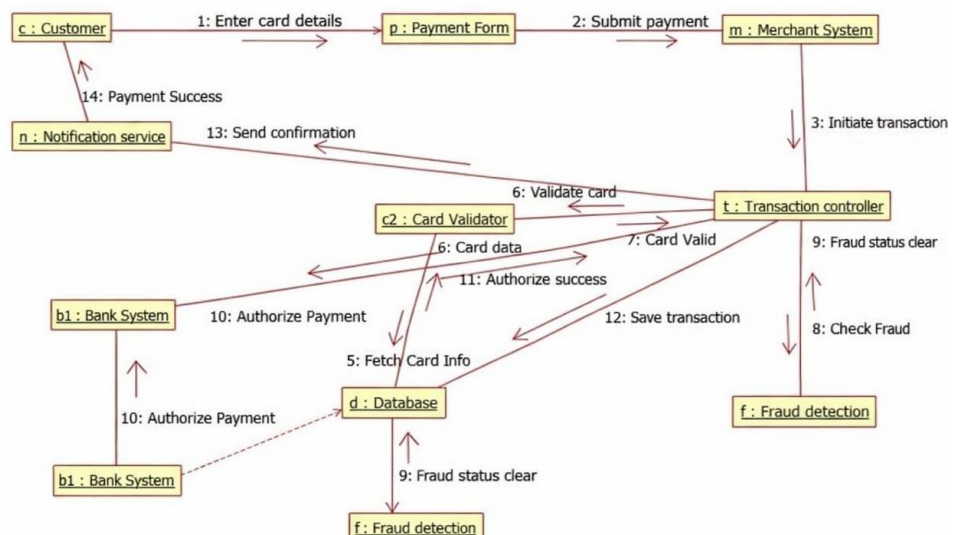 c : Customer
1: Enter card details
p : Payment Form
2: Submit payment
m : Merchant System
14: Payment Success
3: Initiate transaction
n : Notification service
13: Send confirmation
6: Validate card
t : Transaction controller
c2 : Card Validator
7: Card Valid
9: Fraud status clear
6: Card data
11: Authorize success
b1 : Bank System
10: Authorize Payment
12: Save transaction
8: Check Fraud
5: Fetch Card Info
d : Database
f : Fraud detection
10: Authorize Payment
b1 : Bank System
9: Fraud status clear
f : Fraud detection